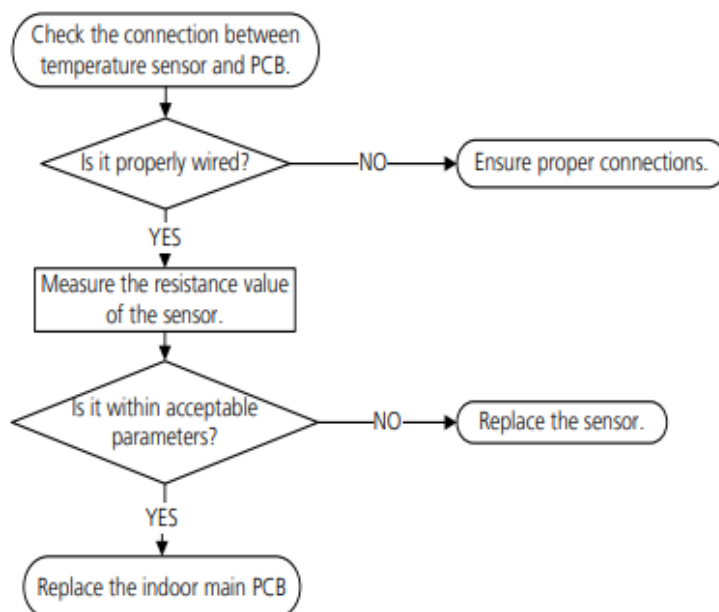 Check the connection between
temperature sensor and PCB.
Is it properly wired?
NO
Ensure proper connections.
YES
Measure the resistance value
of the sensor.
Is it within acceptable
parameters?
NO
Replace the sensor.
YES
Replace the indoor main PCB